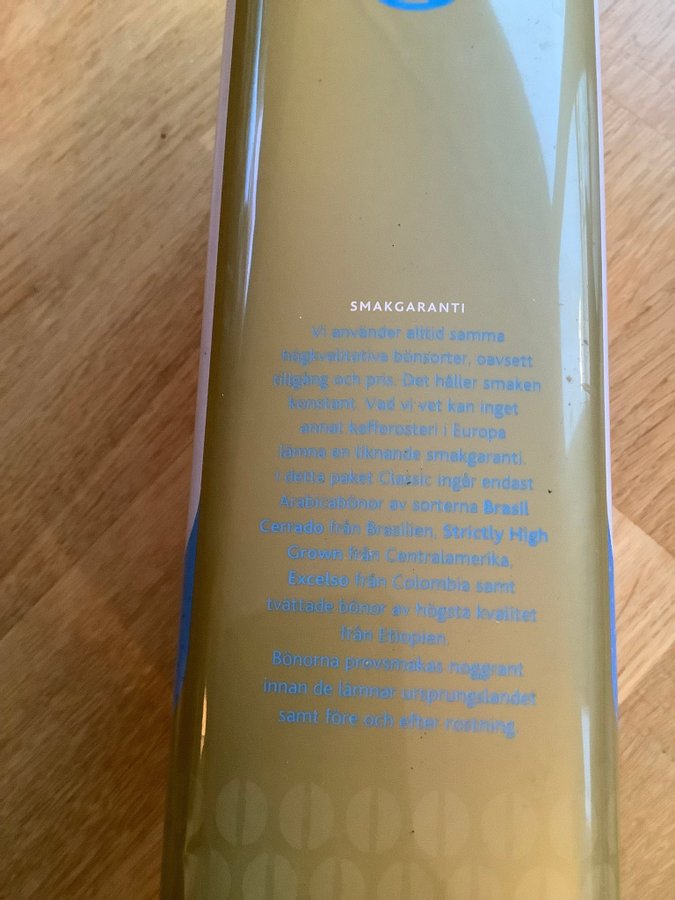 SMAKGARANTI
Vi använder alltid samma
högkvalitativa bönsorter, oavsett
tillgång och pris. Det håller smaken
konstant. Vad vi vet kan inget
annat kafferosteri i Europa
lämna en liknande smakgaranti.
I detta paket Classic ingår endast
Arabicabönor av sorterna Brasil
Cerrado från Brasilien, Strictly High
Grown från Centralamerika,
Excelso från Colombia samt
tvättade bönor av högsta kvalitet
från Etiopien.
Bönorna provsmakas noggrant
innan de lämnar ursprungslandet
samt före och efter rostning.